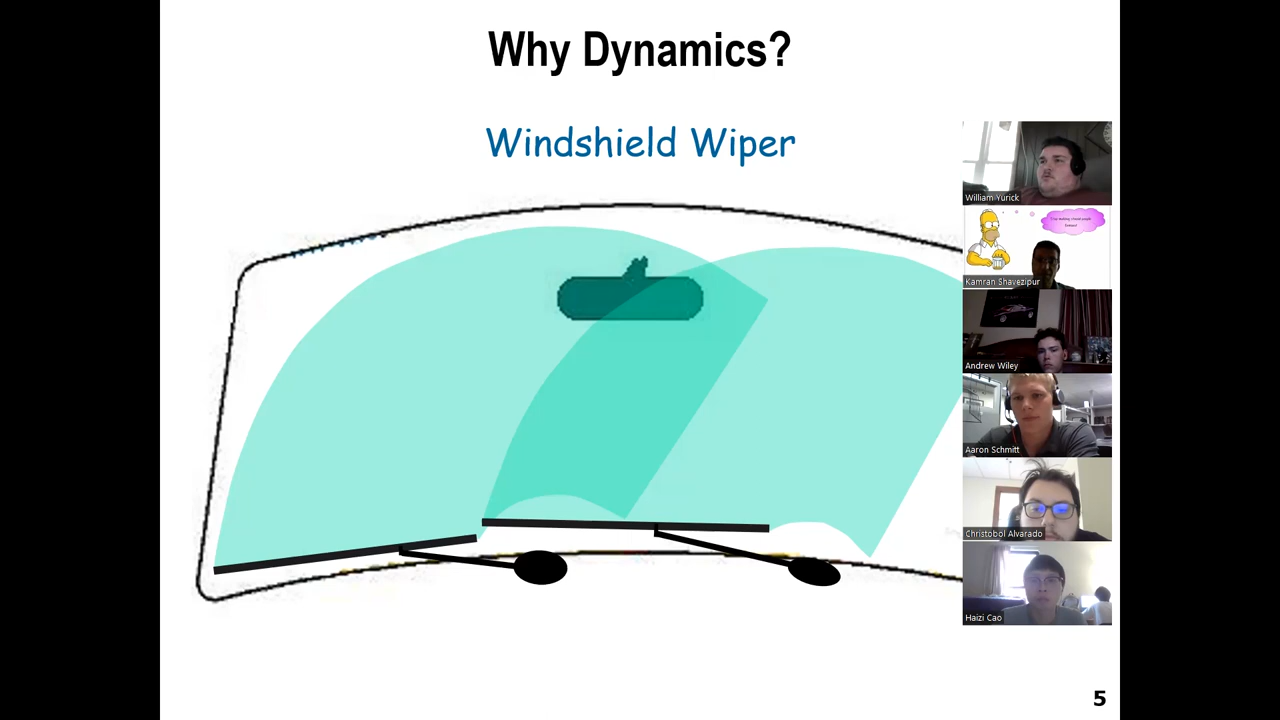 Why Dynamics?
Windshield Wiper
William Yurick
Kamran Shavezipur
Andrew Wiley
Aaron Schmitt
Christobol Alvarado
Haizi Cao
5